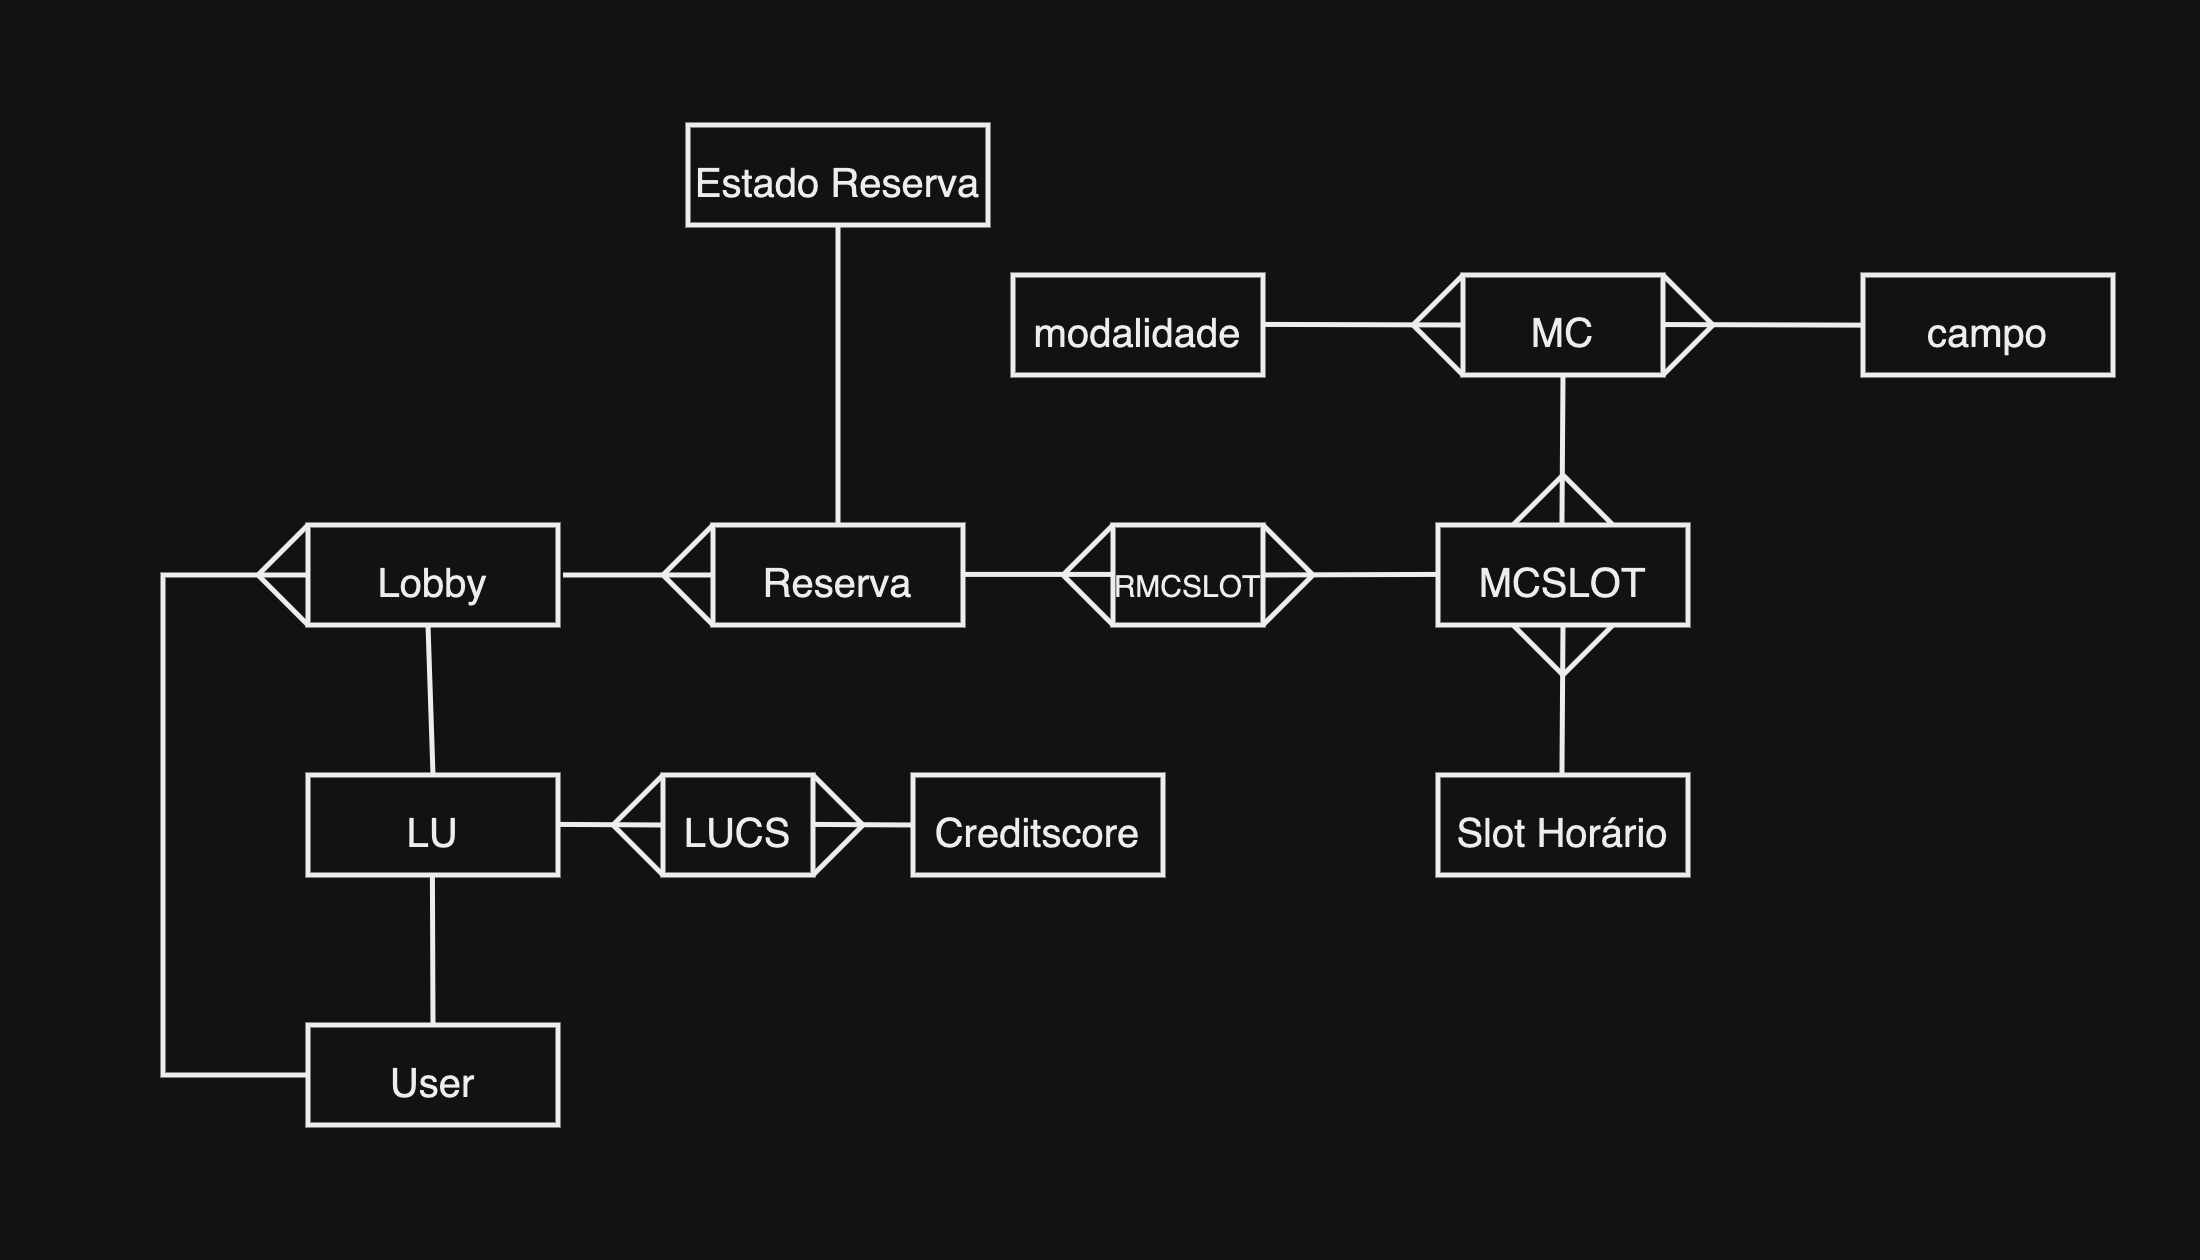 Estado Reserva
modalidade
MC
campo
Lobby
Reserva
RMCSLOT
MCSLOT
LU
LUCS
Creditscore
Slot Horário
User